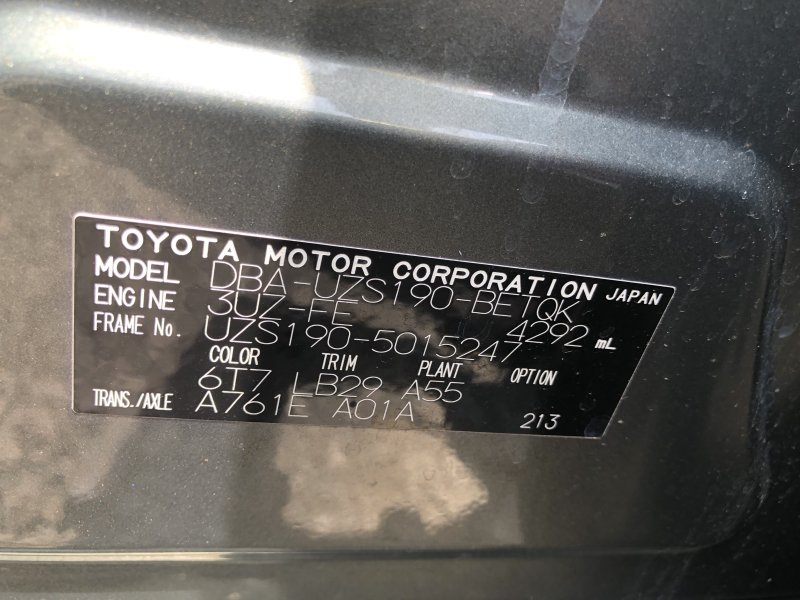 TOYOTA MOTOR CORPORATION JAPAN
MODEL DBA-UZS190-BETQK
ENGINE 3UZ-FE 4292 mL
FRAME No. UZS190-5015247
COLOR TRIM PLANT OPTION
6T7 LB29 A55
TRANS./AXLE A761E A01A 213